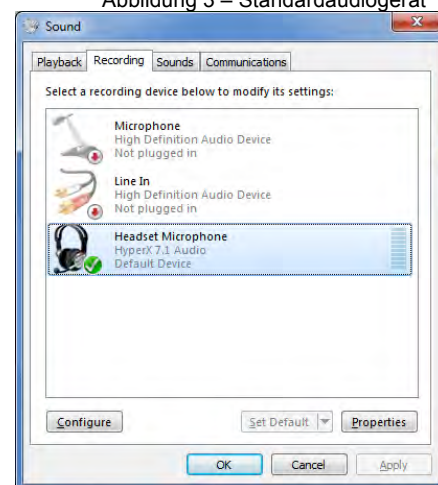 Abbildung 3 – Standardaudiogerät
Sound
Playback Recording Sounds Communications
Select a recording device below to modify its settings:
Microphone
High Definition Audio Device
Not plugged in
Line In
High Definition Audio Device
Not plugged in
Headset Microphone
HyperX 7.1 Audio
Default Device
Configure Set Default Properties
OK Cancel Apply